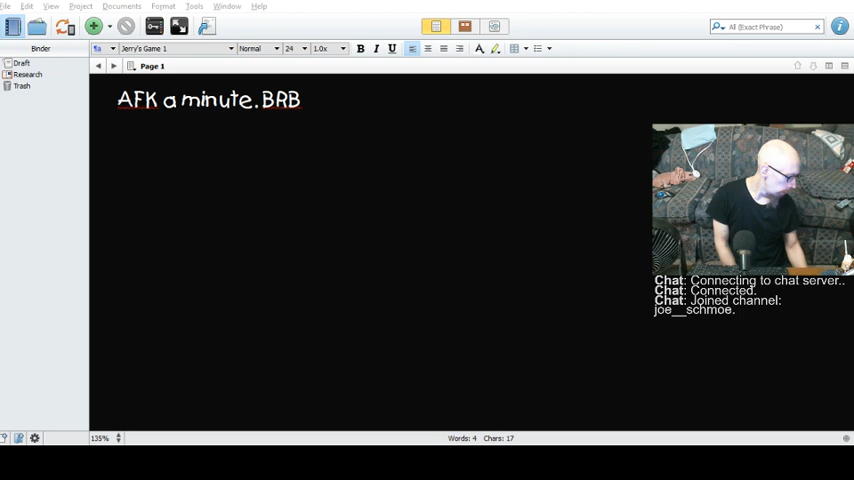 File Edit View Project Documents Format Tools Window Help
All (Exact Phrase)
Binder
Jerry's Game 1 Normal 24 1.0x B I U A
Draft
Research
Trash
Page 1
AFK a minute. BRB
Chat: Connecting to chat server..
Chat: Connected.
Chat: Joined channel:
joe__schmoe.
135% Words: 4 Chars: 17